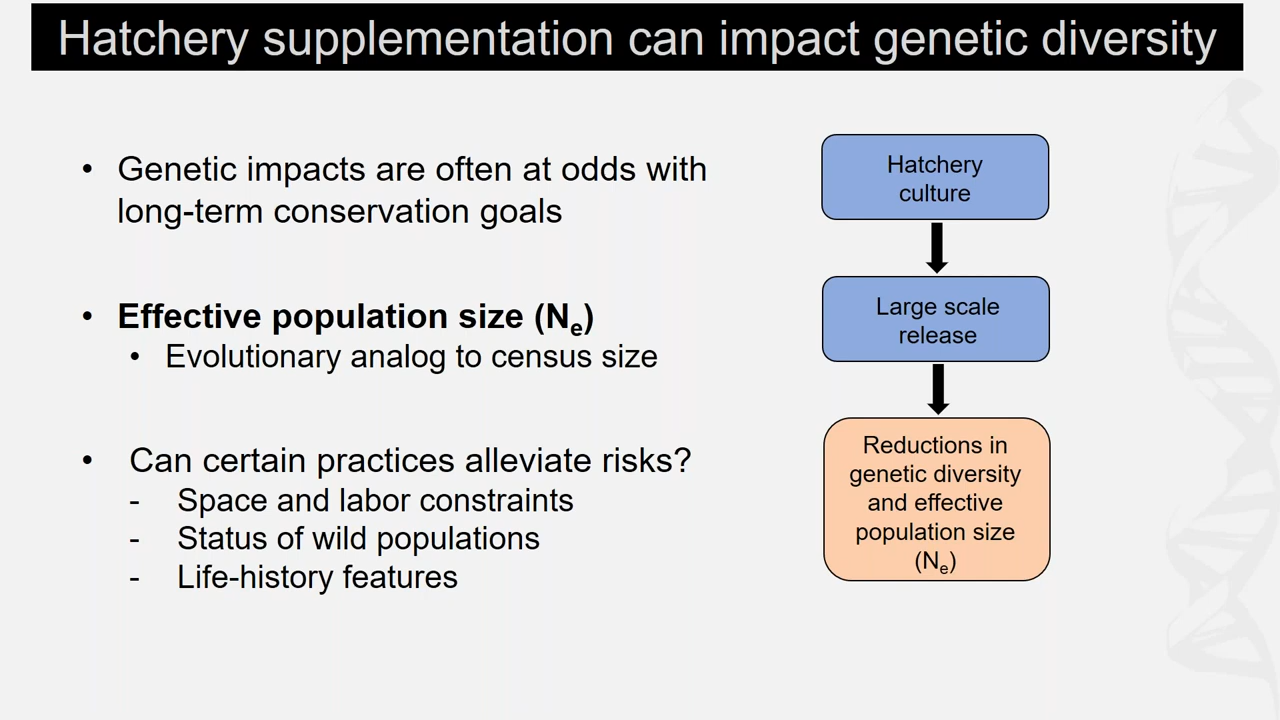 Hatchery supplementation can impact genetic diversity
• Genetic impacts are often at odds with
long-term conservation goals
• Effective population size (Ne)
• Evolutionary analog to census size
• Can certain practices alleviate risks?
- Space and labor constraints
- Status of wild populations
- Life-history features
Hatchery
culture
Large scale
release
Reductions in
genetic diversity
and effective
population size
(Ne)